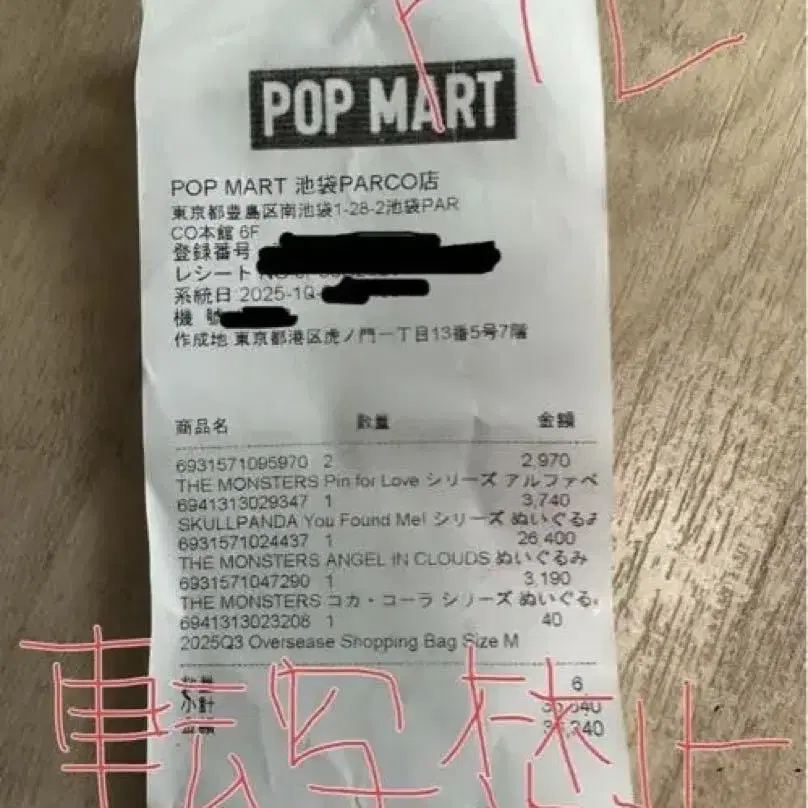 POP MART
POP MART 池袋PARCO店
東京都豊島区南池袋1-28-2池袋PAR
CO本館 6F
登録番号
レシート
系統日 2025-10-
機 號
作成地 東京都港区虎ノ門一丁目13番5号7階
商品名 数量 金額
6931571095970 2 2,970
THE MONSTERS Pin for Love シリーズ アルファベ
6941313029347 1 3,740
SKULLPANDA You Found Me! シリーズ ぬいぐるみ
6931571024437 1 26,400
THE MONSTERS ANGEL IN CLOUDS ぬいぐるみ
6931571047290 1 3,190
THE MONSTERS コカ・コーラ シリーズ ぬいぐる
6941313023208 1 40
2025Q3 Oversease Shopping Bag Size M
数量 6
小計
転写禁止